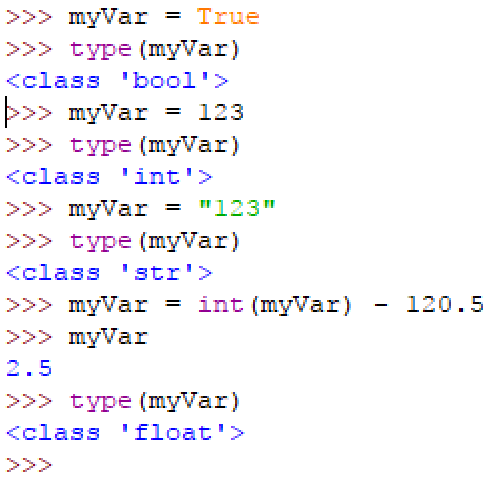 >>> myVar = True
>>> type(myVar)
<class 'bool'>
>>> myVar = 123
>>> type(myVar)
<class 'int'>
>>> myVar = "123"
>>> type(myVar)
<class 'str'>
>>> myVar = int(myVar) - 120.5
>>> myVar
2.5
>>> type(myVar)
<class 'float'>
>>>